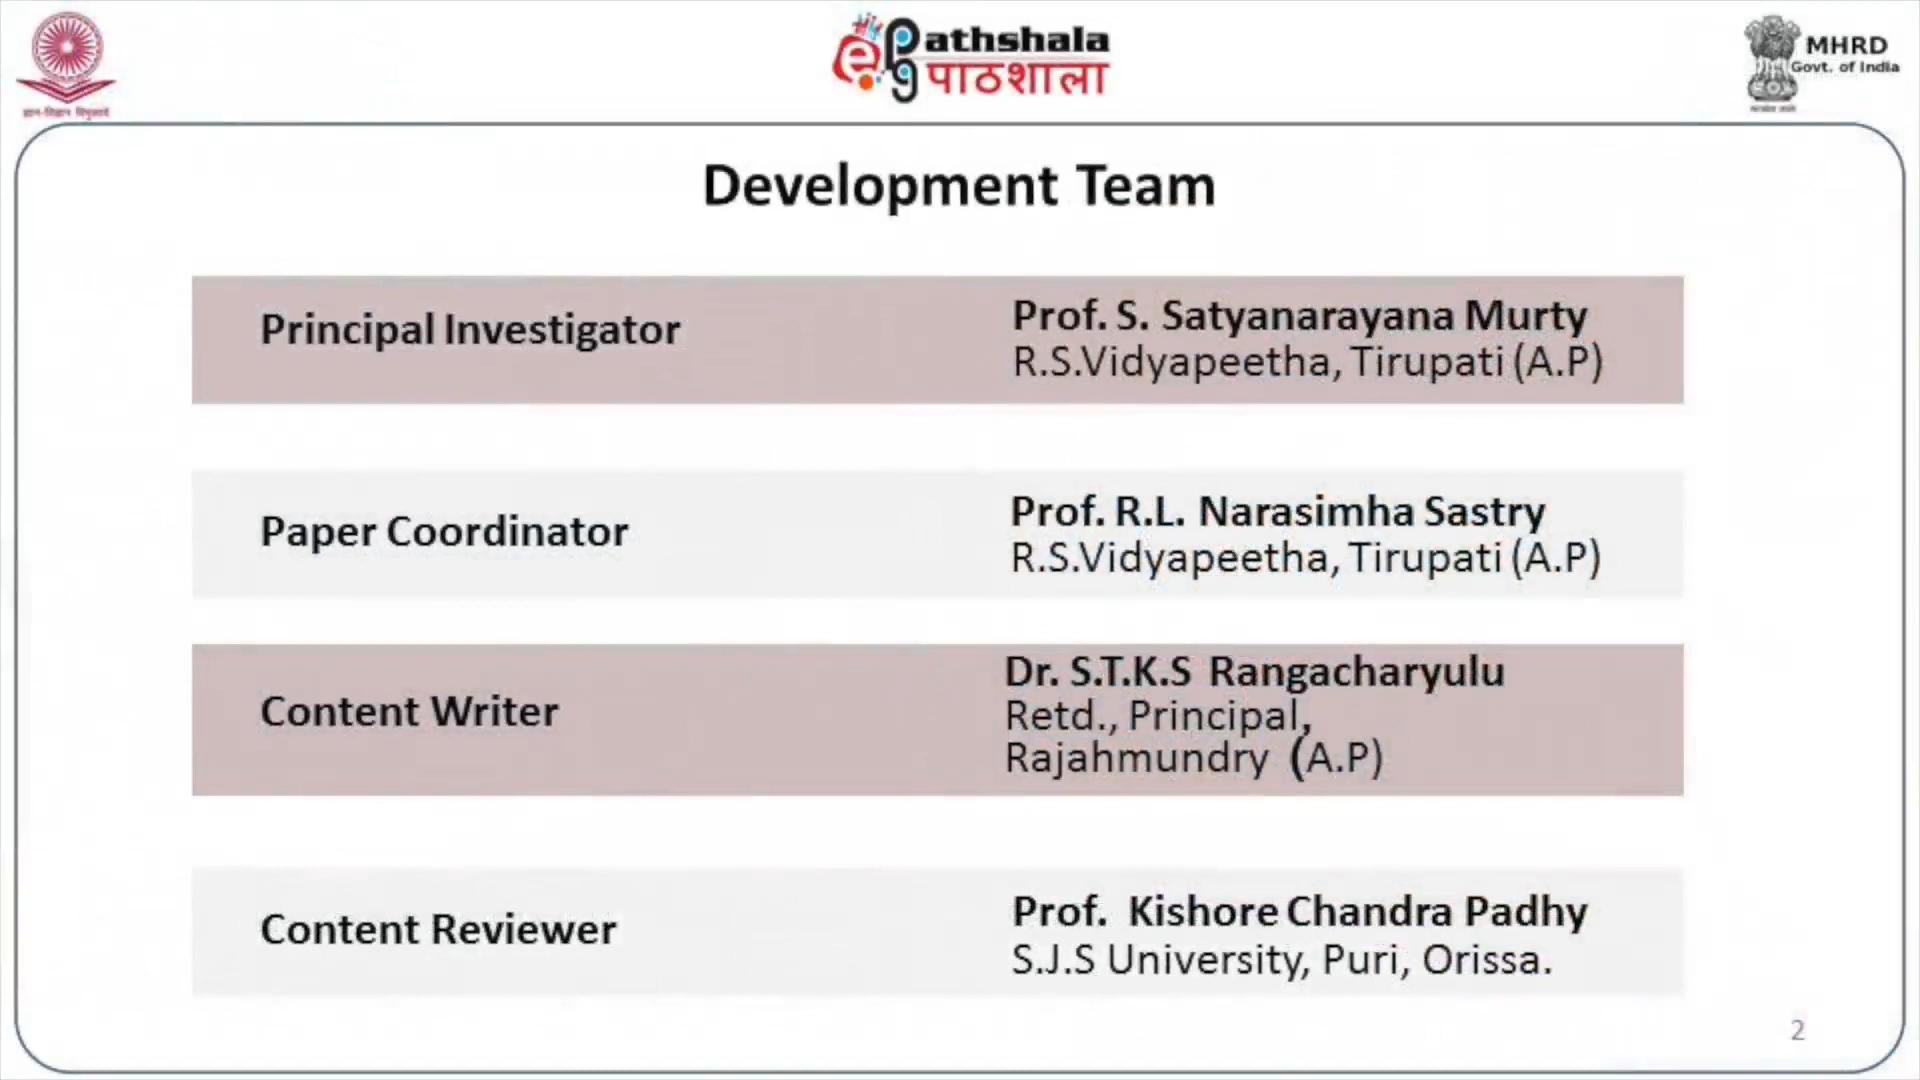 ज्ञान-विज्ञान विमुक्तये
ePG
athshala
पाठशाला
MHRD
Govt. of India
Development Team
Principal Investigator
Prof. S. Satyanarayana Murty
R.S.Vidyapeetha, Tirupati (A.P)
Paper Coordinator
Prof. R.L. Narasimha Sastry
R.S.Vidyapeetha, Tirupati (A.P)
Content Writer
Dr. S.T.K.S Rangacharyulu
Retd., Principal,
Rajahmundry (A.P)
Content Reviewer
Prof. Kishore Chandra Padhy
S.J.S University, Puri, Orissa.
2